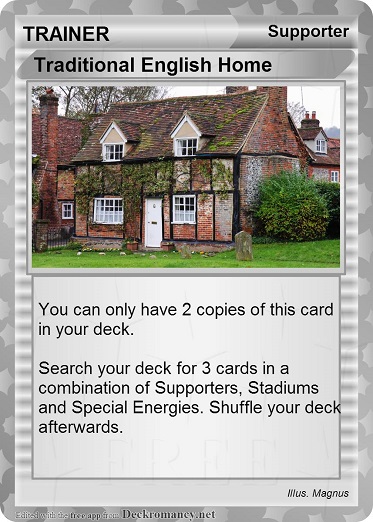 TRAINER
Supporter
Traditional English Home
You can only have 2 copies of this card
in your deck.
Search your deck for 3 cards in a
combination of Supporters, Stadiums
and Special Energies. Shuffle your deck
afterwards.
Illus. Magnus
Edited with the free app from Deckromancy.net